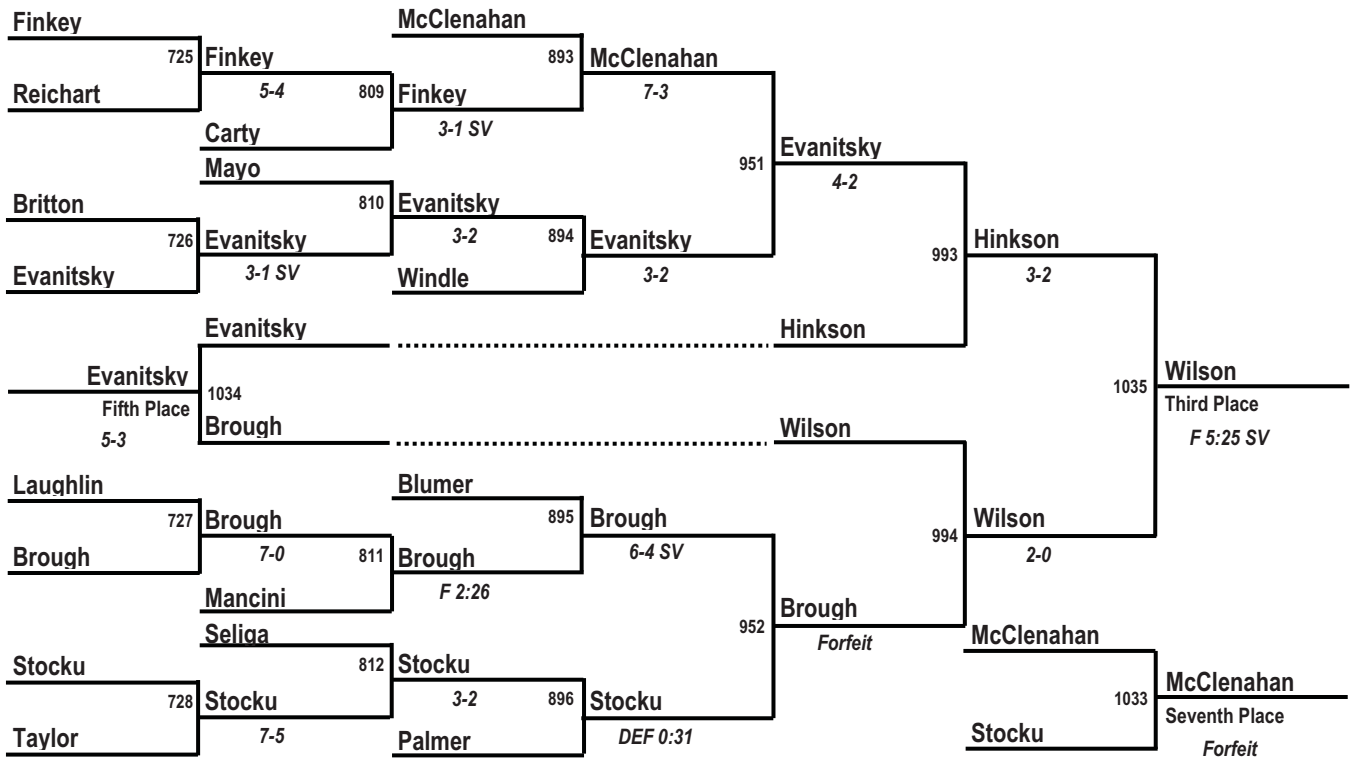 Finkey
McClenahan
725 Finkey
893 McClenahan
Reichart
5-4
809 Finkey
7-3
Carty
3-1 SV
Mayo
951 Evanitsky
4-2
Britton
810 Evanitsky
726 Evanitsky
3-2
894 Evanitsky
993 Hinkson
Evanitsky
3-1 SV
Windle
3-2
3-2
Evanitsky
Hinkson
Evanitsky
1034
1035 Wilson
Fifth Place
Third Place
5-3
Brough
Wilson
F 5:25 SV
Laughlin
Blumer
727 Brough
895 Brough
994 Wilson
Brough
7-0
811 Brough
6-4 SV
2-0
Mancini
F 2:26
Seliga
952 Brough
Forfeit
McClenahan
Stocku
812 Stocku
728 Stocku
3-2
896 Stocku
1033 McClenahan
Taylor
7-5
Palmer
DEF 0:31
Stocku
Seventh Place
Forfeit